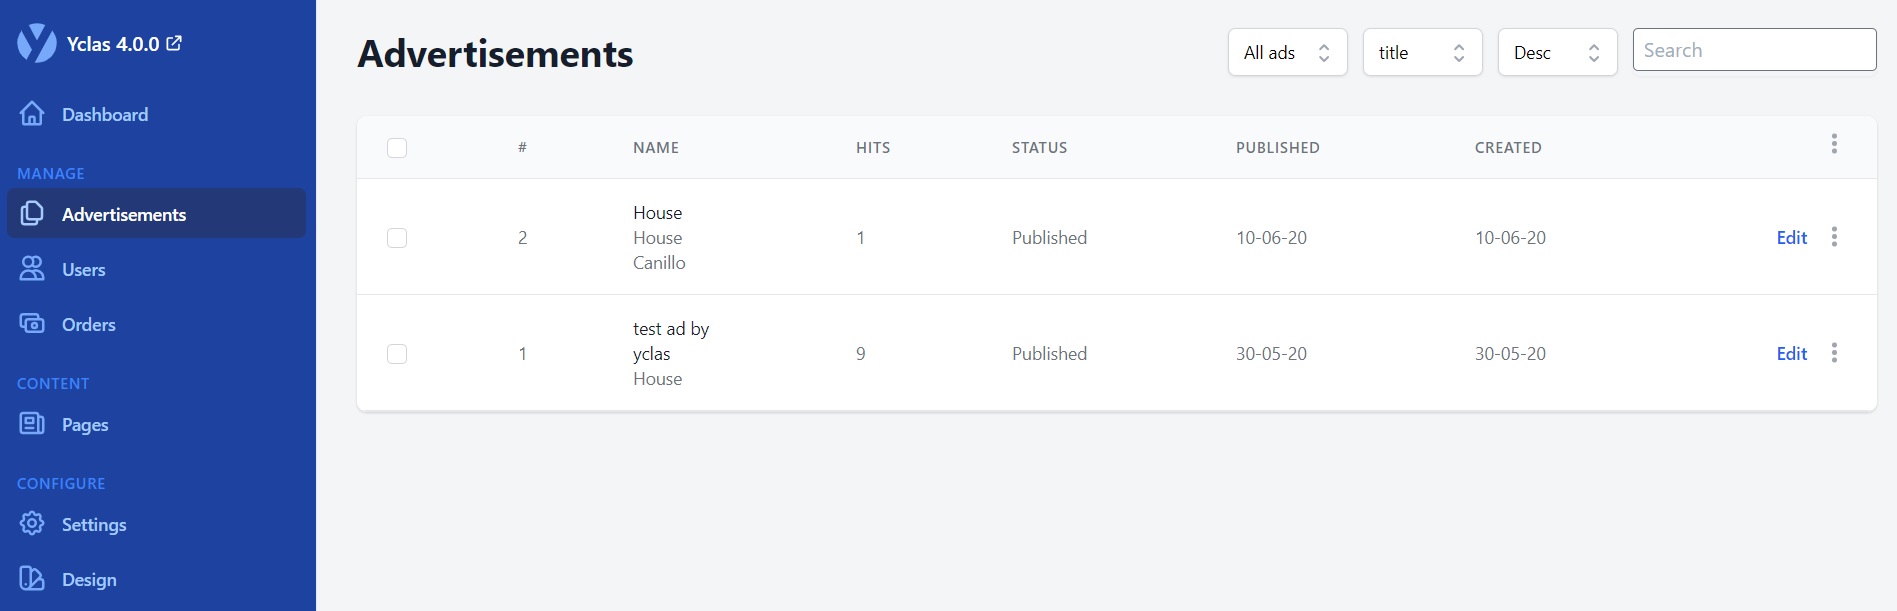 Yclas 4.0.0
Dashboard
MANAGE
Advertisements
Users
Orders
CONTENT
Pages
CONFIGURE
Settings
Design
Advertisements
All ads
title
Desc
Search
# NAME HITS STATUS PUBLISHED CREATED
House
2 House 1 Published 10-06-20 10-06-20 Edit
Canillo
test ad by
1 yclas 9 Published 30-05-20 30-05-20 Edit
House